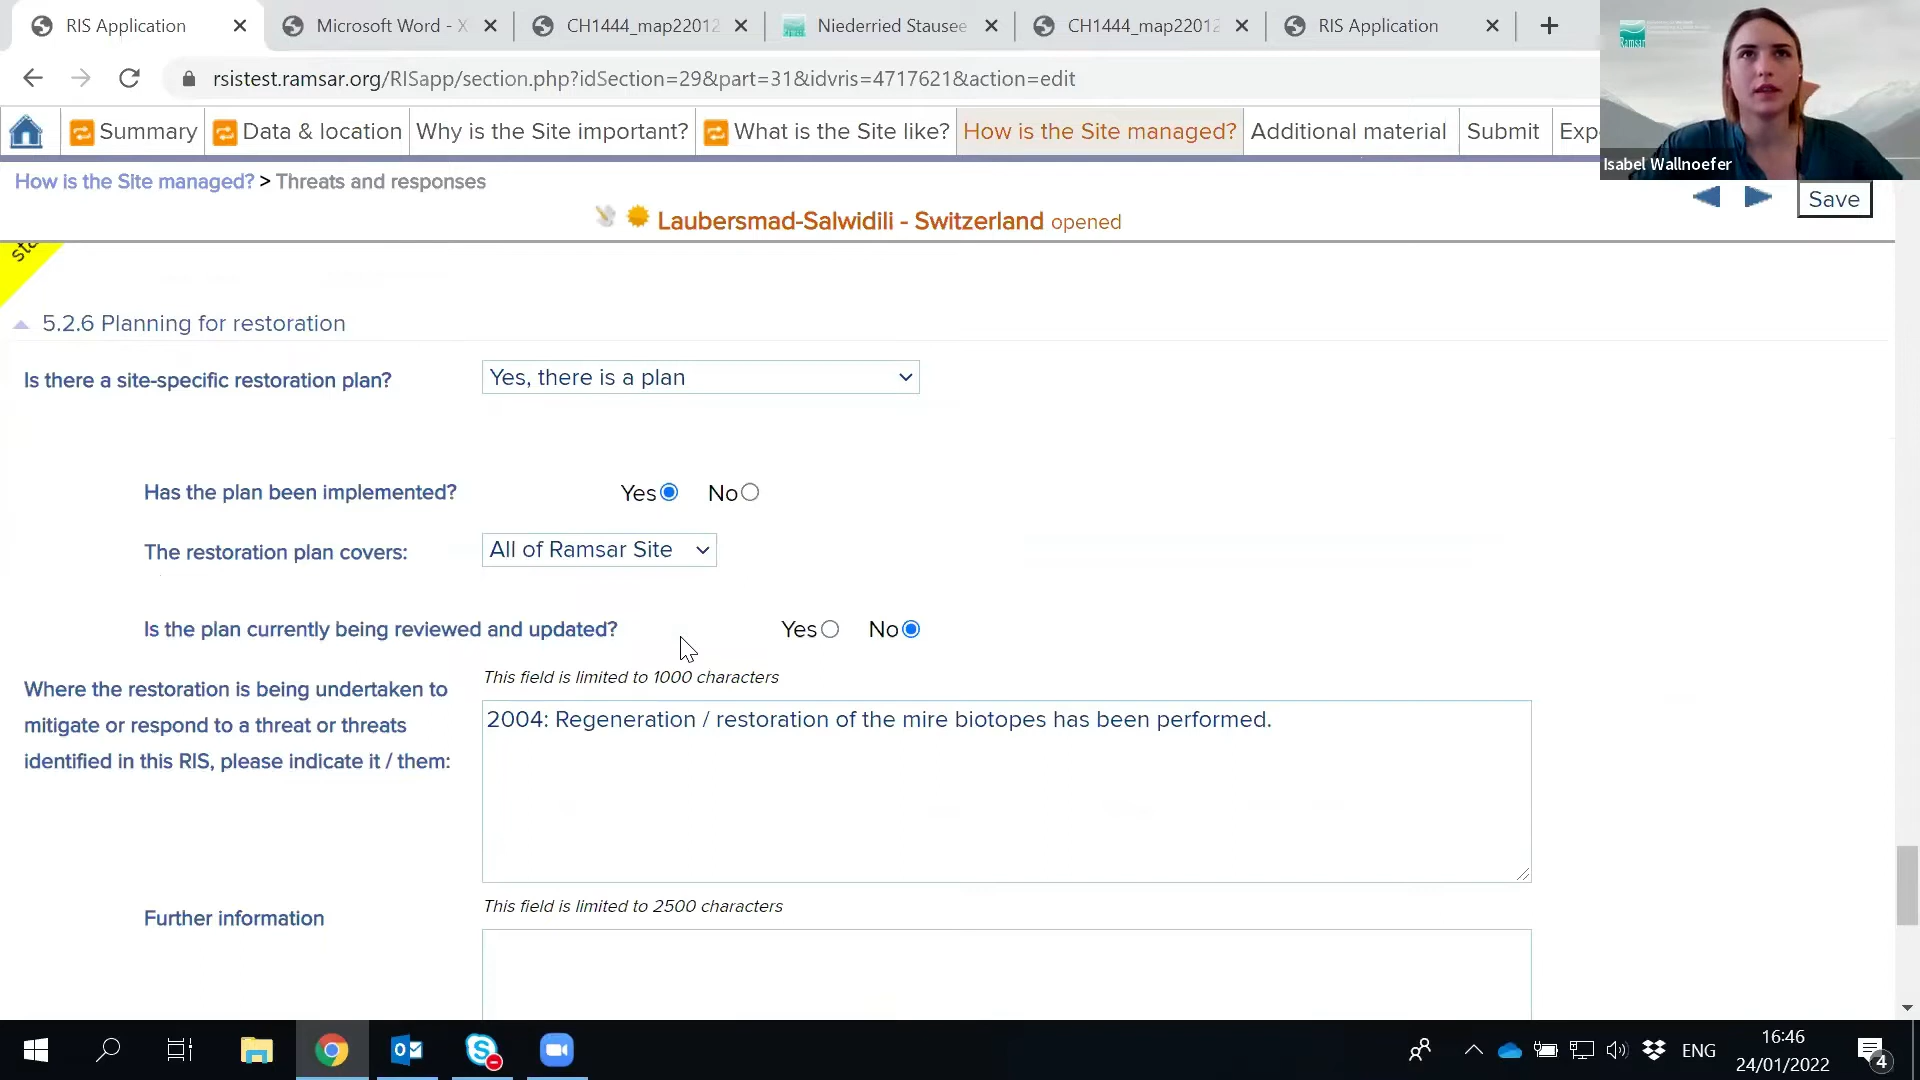 RIS Application
Microsoft Word - X
CH1444_map22012
Niederried Stausee
CH1444_map22012
RIS Application
rsistest.ramsar.org/RISapp/section.php?idSection=29&part=31&idvris=4717621&action=edit
Summary
Data & location
Why is the Site important?
What is the Site like?
How is the Site managed?
Additional material
Submit
Exp
Ramsar
Isabel Wallnoefer
How is the Site managed? > Threats and responses
Save
Laubersmad-Salwidili - Switzerland opened
sta
5.2.6 Planning for restoration
Is there a site-specific restoration plan?
Yes, there is a plan
Has the plan been implemented?
Yes No
The restoration plan covers:
All of Ramsar Site
Is the plan currently being reviewed and updated?
Yes No
This field is limited to 1000 characters
Where the restoration is being undertaken to
mitigate or respond to a threat or threats
identified in this RIS, please indicate it / them:
2004: Regeneration / restoration of the mire biotopes has been performed.
This field is limited to 2500 characters
Further information
ENG
16:46
24/01/2022
4